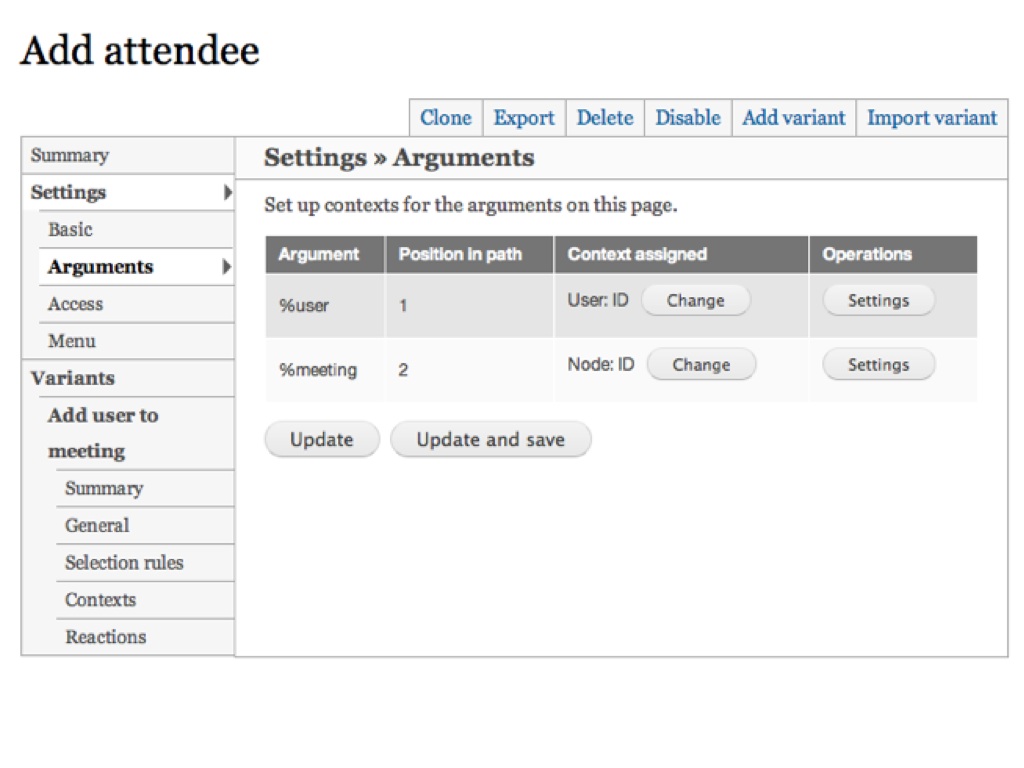 Add attendee
Clone Export Delete Disable Add variant Import variant
Summary
Settings
Basic
Arguments
Access
Menu
Variants
Add user to
meeting
Summary
General
Selection rules
Contexts
Reactions
Settings » Arguments
Set up contexts for the arguments on this page.
Argument Position in path Context assigned Operations
%user 1 User: ID Change Settings
%meeting 2 Node: ID Change Settings
Update Update and save